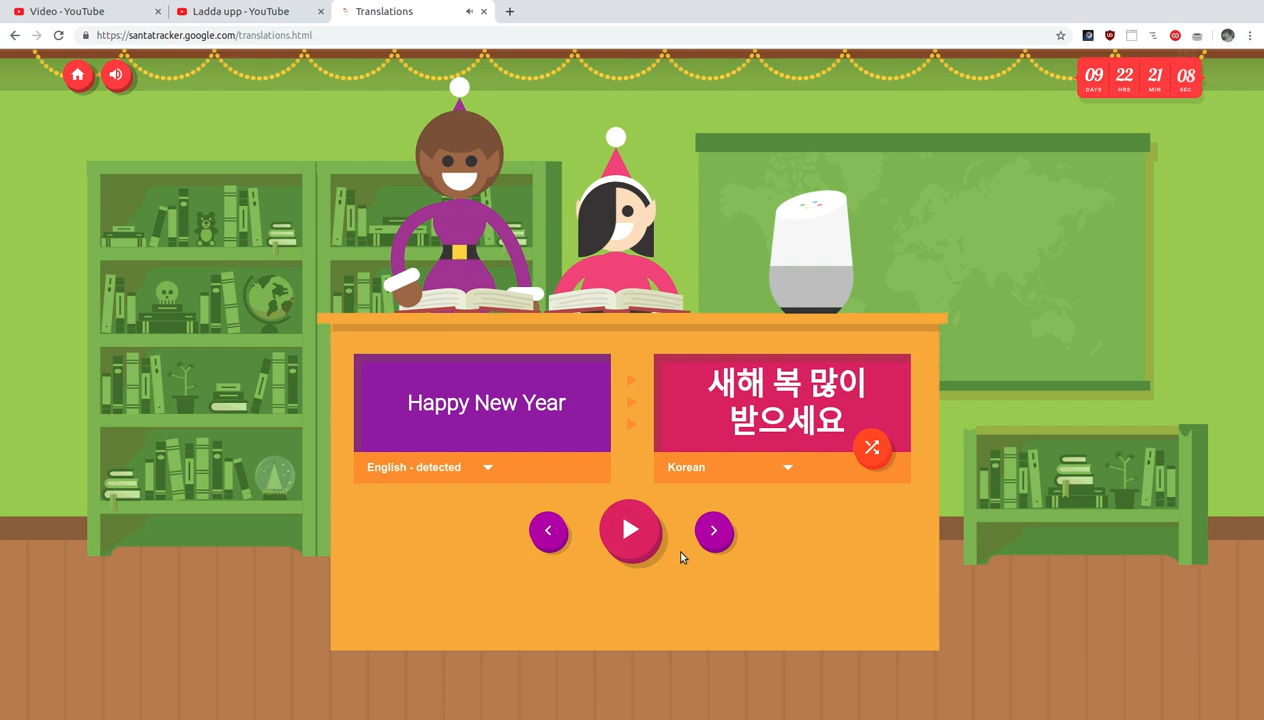 Video - YouTube
Ladda upp - YouTube
Translations
https://santatracker.google.com/translations.html
09 22 21 08
DAYS HRS MIN SEC
Happy New Year
새해 복 많이
받으세요
English - detected
Korean